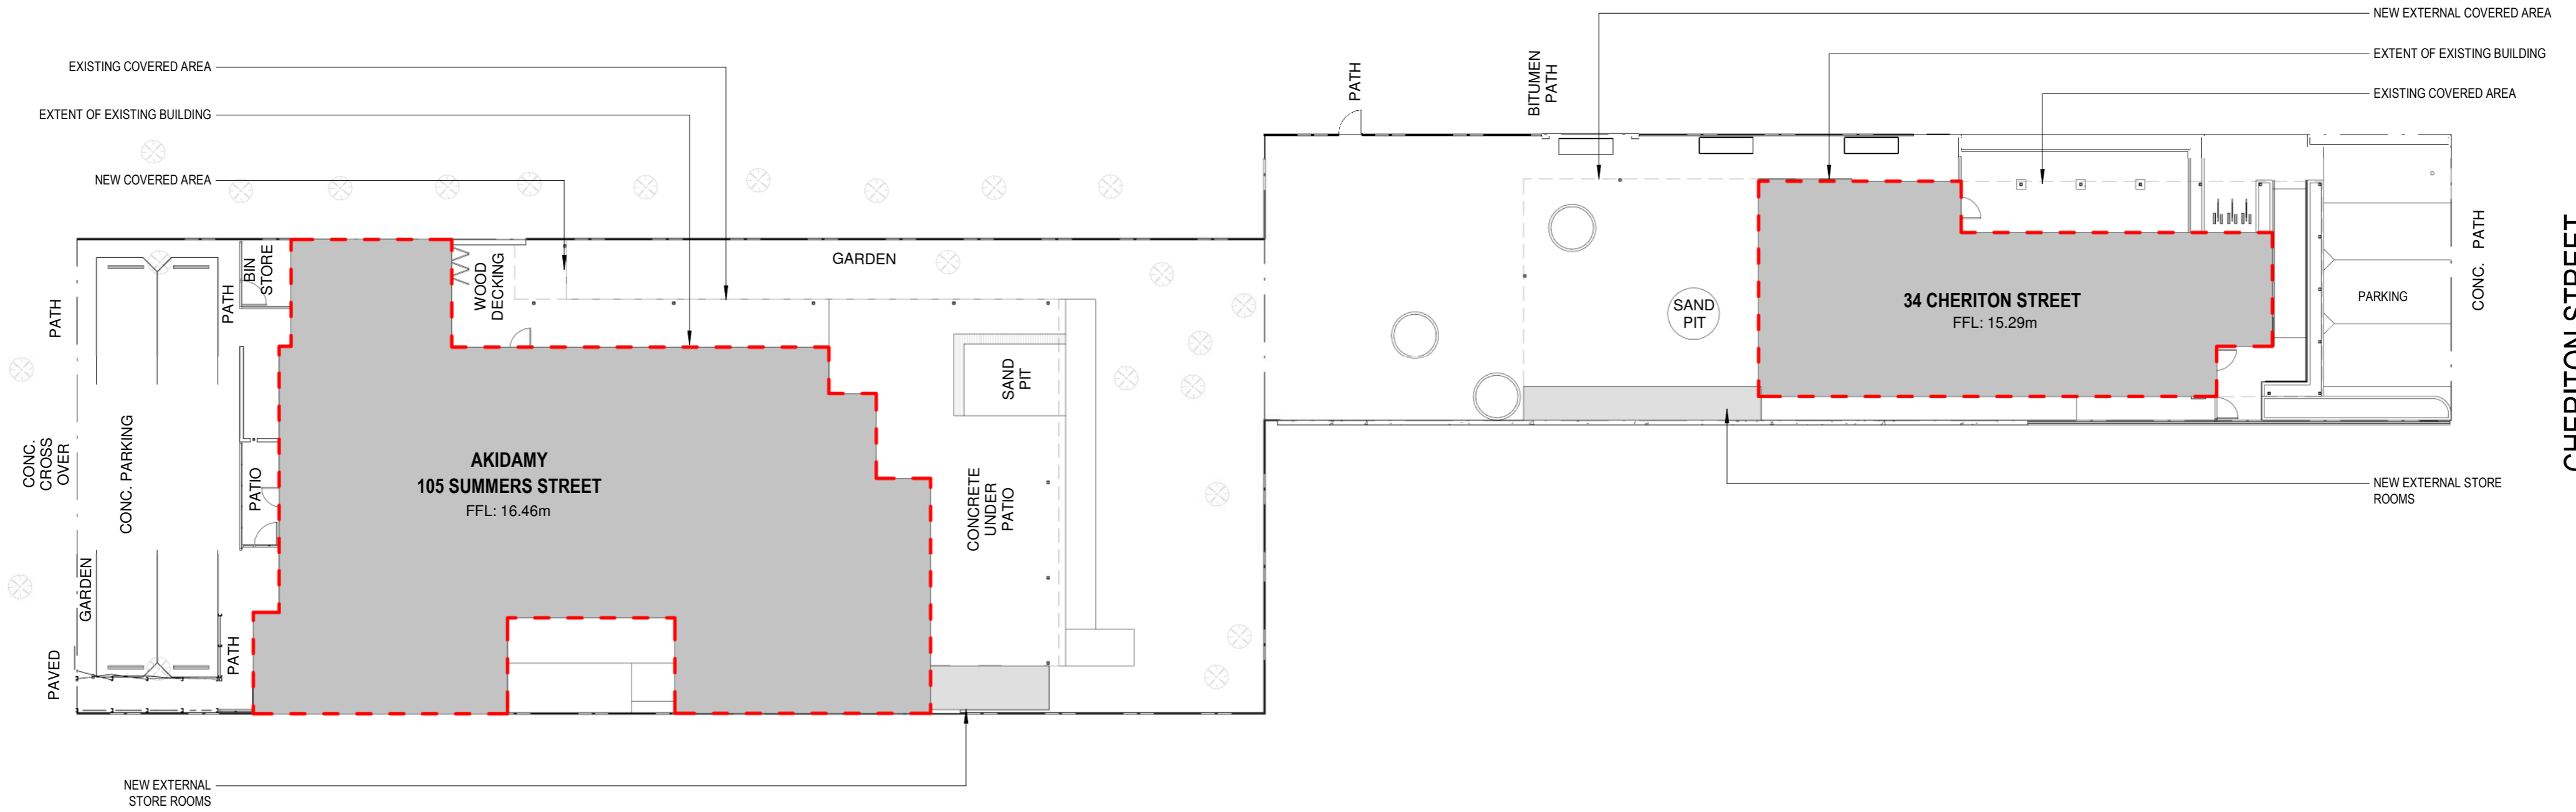 NEW EXTERNAL COVERED AREA
EXTENT OF EXISTING BUILDING
EXISTING COVERED AREA
EXISTING COVERED AREA
EXTENT OF EXISTING BUILDING
NEW COVERED AREA
PATH
BITUMEN
PATH
BIN
STORE
WOOD
DECKING
GARDEN
PATH
PATH
CONC.
CROSS
OVER
CONC. PARKING
PATIO
GARDEN
PAVED
PATH
AKIDAMY
105 SUMMERS STREET
FFL: 16.46m
SAND
PIT
CONCRETE
UNDER
PATIO
SAND
PIT
34 CHERITON STREET
FFL: 15.29m
PARKING
CONC. PATH
CHERITON STREET
NEW EXTERNAL STORE
ROOMS
NEW EXTERNAL
STORE ROOMS